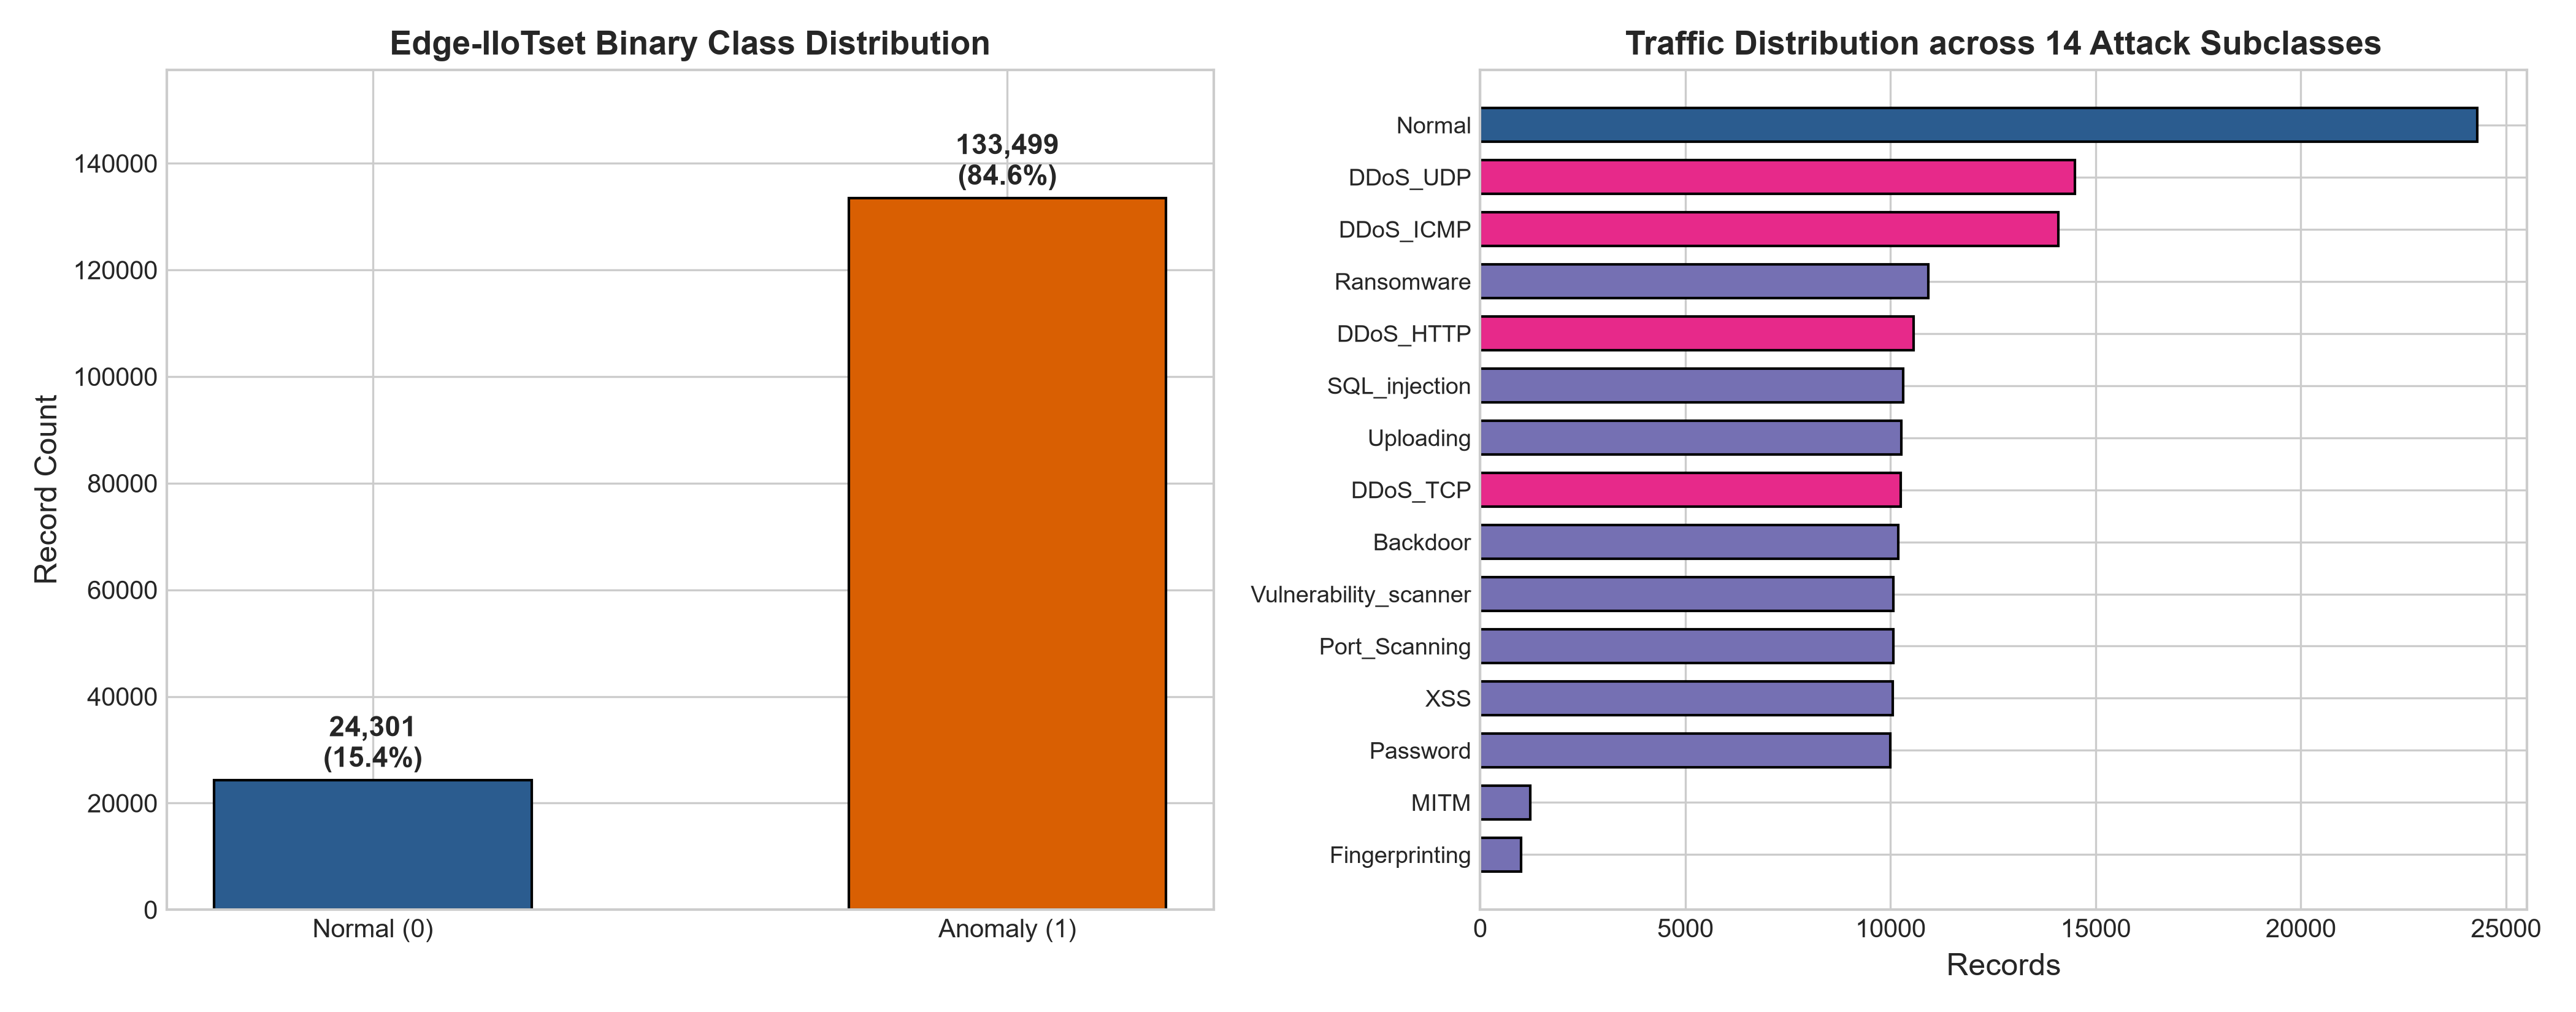 Edge-IIoTset Binary Class Distribution
Record Count
140000
120000
100000
80000
60000
40000
20000
0
24,301
(15.4%)
133,499
(84.6%)
Normal (0)
Anomaly (1)
Traffic Distribution across 14 Attack Subclasses
Normal
DDoS_UDP
DDoS_ICMP
Ransomware
DDoS_HTTP
SQL_injection
Uploading
DDoS_TCP
Backdoor
Vulnerability_scanner
Port_Scanning
XSS
Password
MITM
Fingerprinting
0 5000 10000 15000 20000 25000
Records